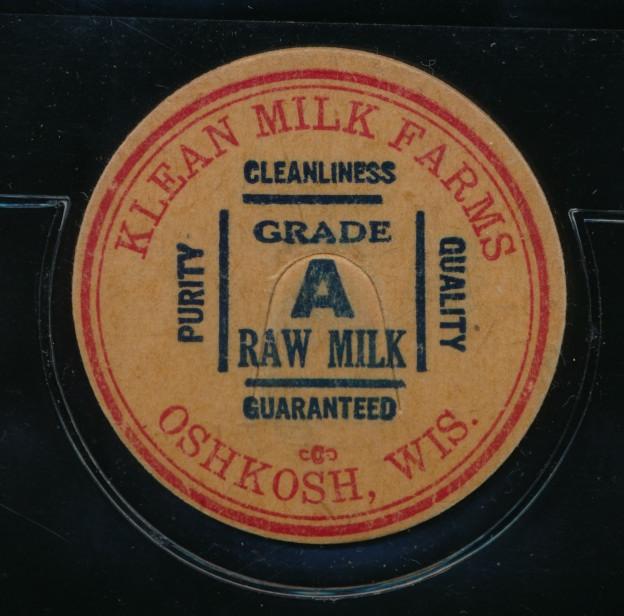 KLEAN MILK FARMS
CLEANLINESS
PURITY
GRADE
A
RAW MILK
QUALITY
GUARANTEED
OSHKOSH, WIS.